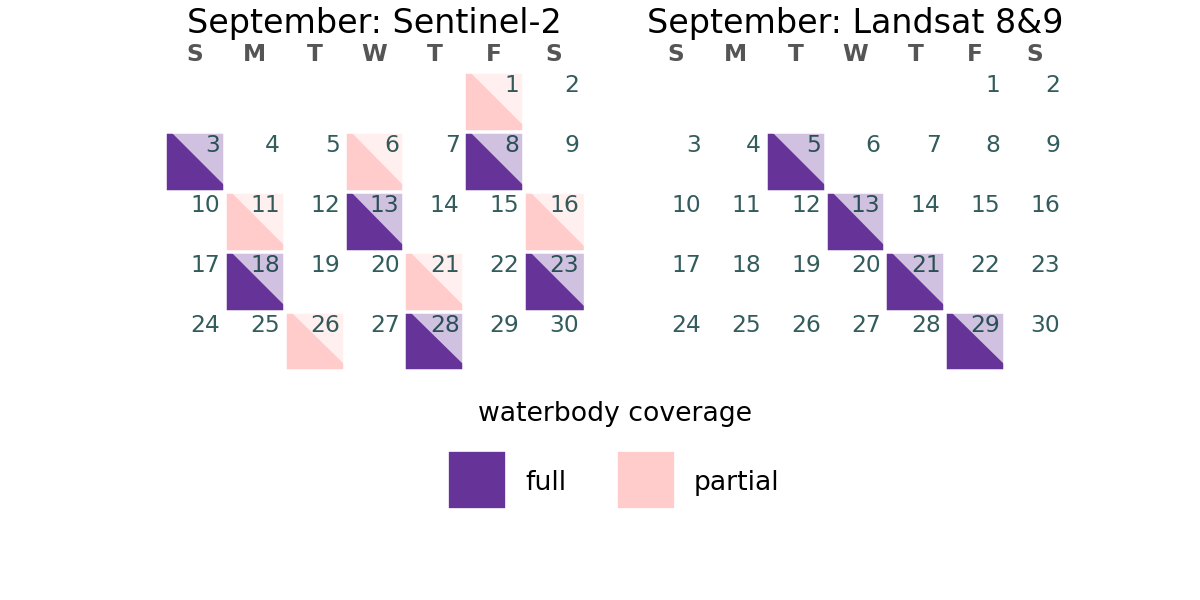 September: Sentinel-2
S M T W T F S
1 2
3 4 5 6 7 8 9
10 11 12 13 14 15 16
17 18 19 20 21 22 23
24 25 26 27 28 29 30
September: Landsat 8&9
S M T W T F S
1 2
3 4 5 6 7 8 9
10 11 12 13 14 15 16
17 18 19 20 21 22 23
24 25 26 27 28 29 30
waterbody coverage
full partial